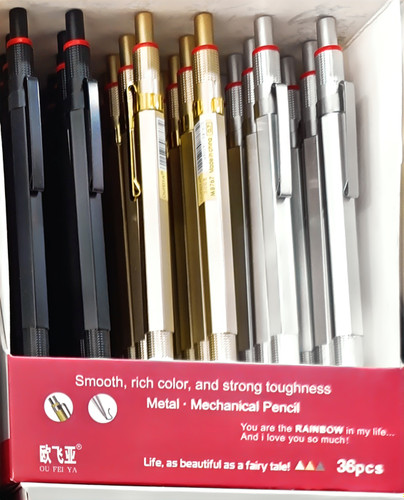 Smooth, rich color, and strong toughness
Metal · Mechanical Pencil
You are the RAINBOW in my life...
And i love you so much!
欧飞亚®
OU FEI YA
Life, as beautiful as a fairy tale!
36pcs